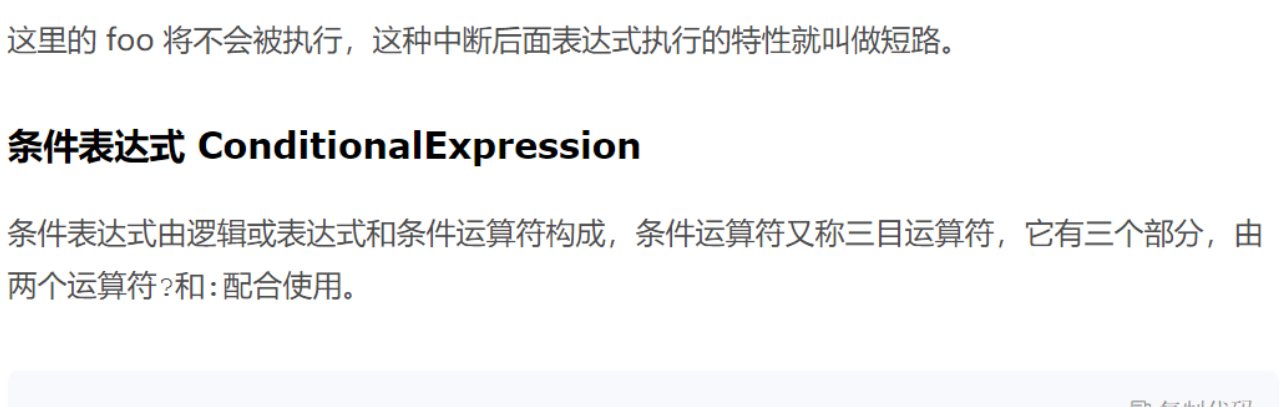 这里的 foo 将不会被执行，这种中断后面表达式执行的特性就叫做短路。
条件表达式 ConditionalExpression
条件表达式由逻辑或表达式和条件运算符构成，条件运算符又称三目运算符，它有三个部分，由
两个运算符?和:配合使用。
复制代码